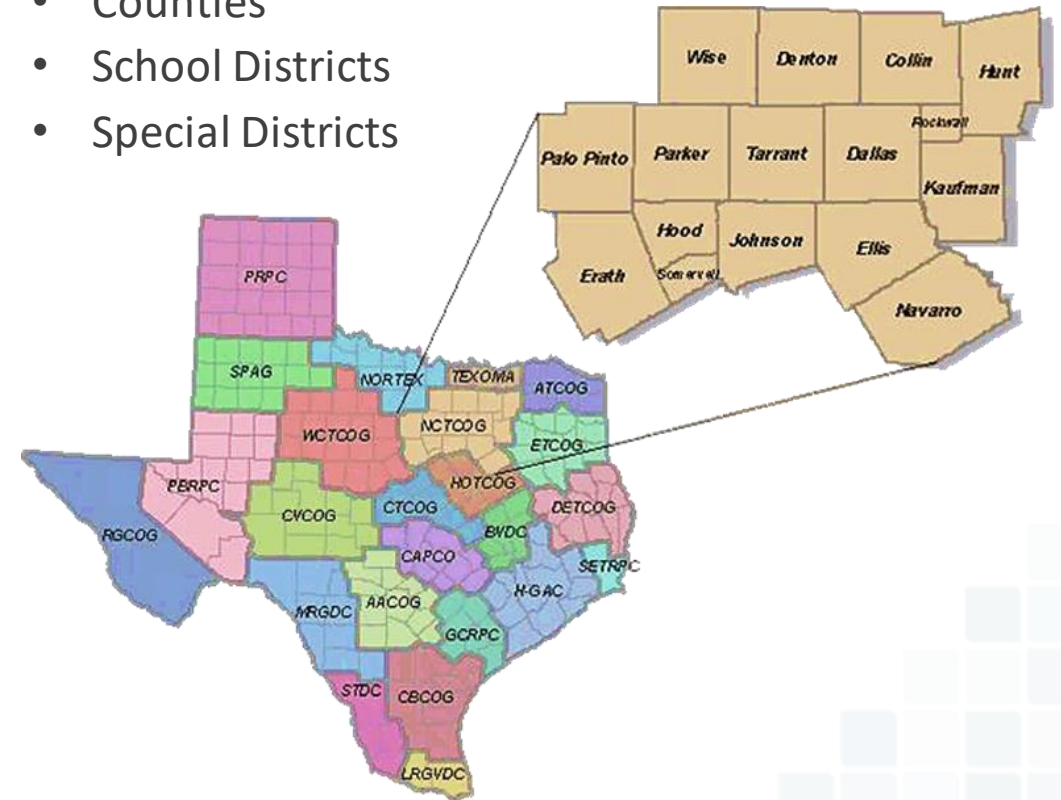 • Counties
• School Districts
• Special Districts
Wise
Denton
Collin
Hunt
Rockwall
Palo Pinto
Parker
Tarrant
Dallas
Kaufman
Hood
Johnson
Ellis
Erath
Somervell
Navarro
PRPC
SPAG
NORTEX
TEXOMA
ATCOG
WCTCOG
NCTCOG
ETCOG
PBRPC
HOTCOG
CVCOG
CTCOG
DETCOG
RGCOG
BVDC
CAPCO
SETRPC
MRGDC
AACOG
H-GAC
GCRPC
STDC
CBCOG
LRGVDC